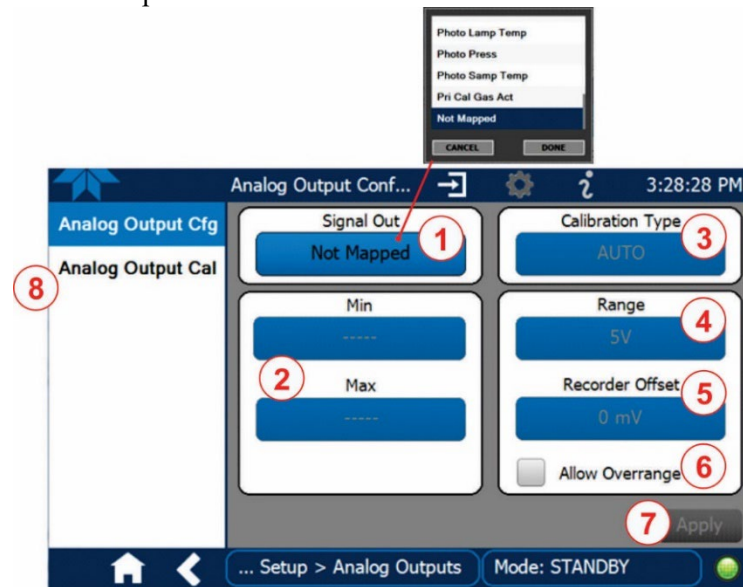 Photo Lamp Temp
Photo Press
Photo Samp Temp
Pri Cal Gas Act
Not Mapped
CANCEL DONE
Analog Output Conf... 3:28:28 PM
Analog Output Cfg
Analog Output Cal
8
Signal Out
Not Mapped
1
Calibration Type
AUTO
3
Min
-----
2
Max
-----
Range
5V
4
Recorder Offset
0 mV
5
Allow Overrange
6
7
Apply
... Setup > Analog Outputs
Mode: STANDBY